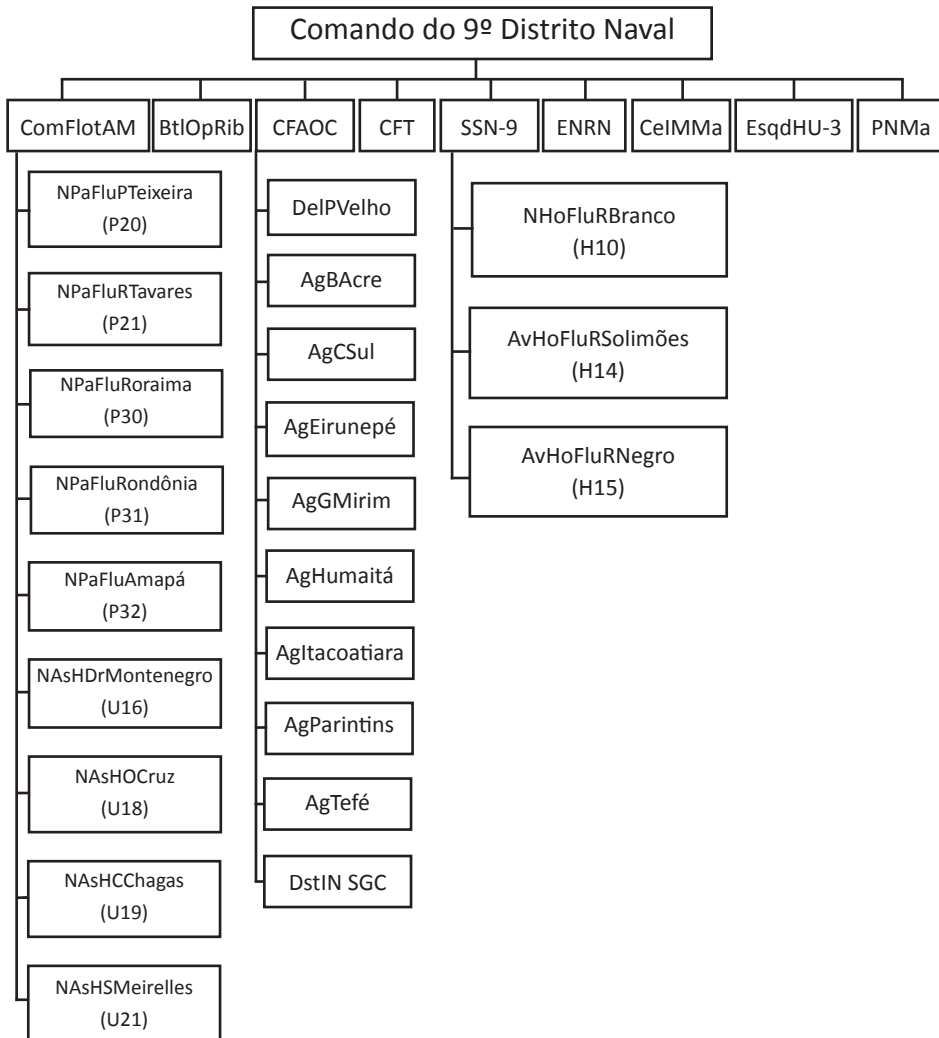 Comando do 9º Distrito Naval
ComFlotAM
BtlOpRib
CFAOC
CFT
SSN-9
ENRN
CeIMMa
EsqdHU-3
PNMa
NPaFluPTeixeira
(P20)
NPaFluRTavares
(P21)
NPaFluRoraima
(P30)
NPaFluRondônia
(P31)
NPaFluAmapá
(P32)
NAsHDrMontenegro
(U16)
NAsHOCruz
(U18)
NAsHCChagas
(U19)
NAsHSMeirelles
(U21)
DelPVelho
AgBAcre
AgCSul
AgEirunepé
AgGMirim
AgHumaitá
AgItacoatiara
AgParintins
AgTefé
DstIN SGC
NHoFluRBranco
(H10)
AvHoFluRSolimões
(H14)
AvHoFluRNegro
(H15)